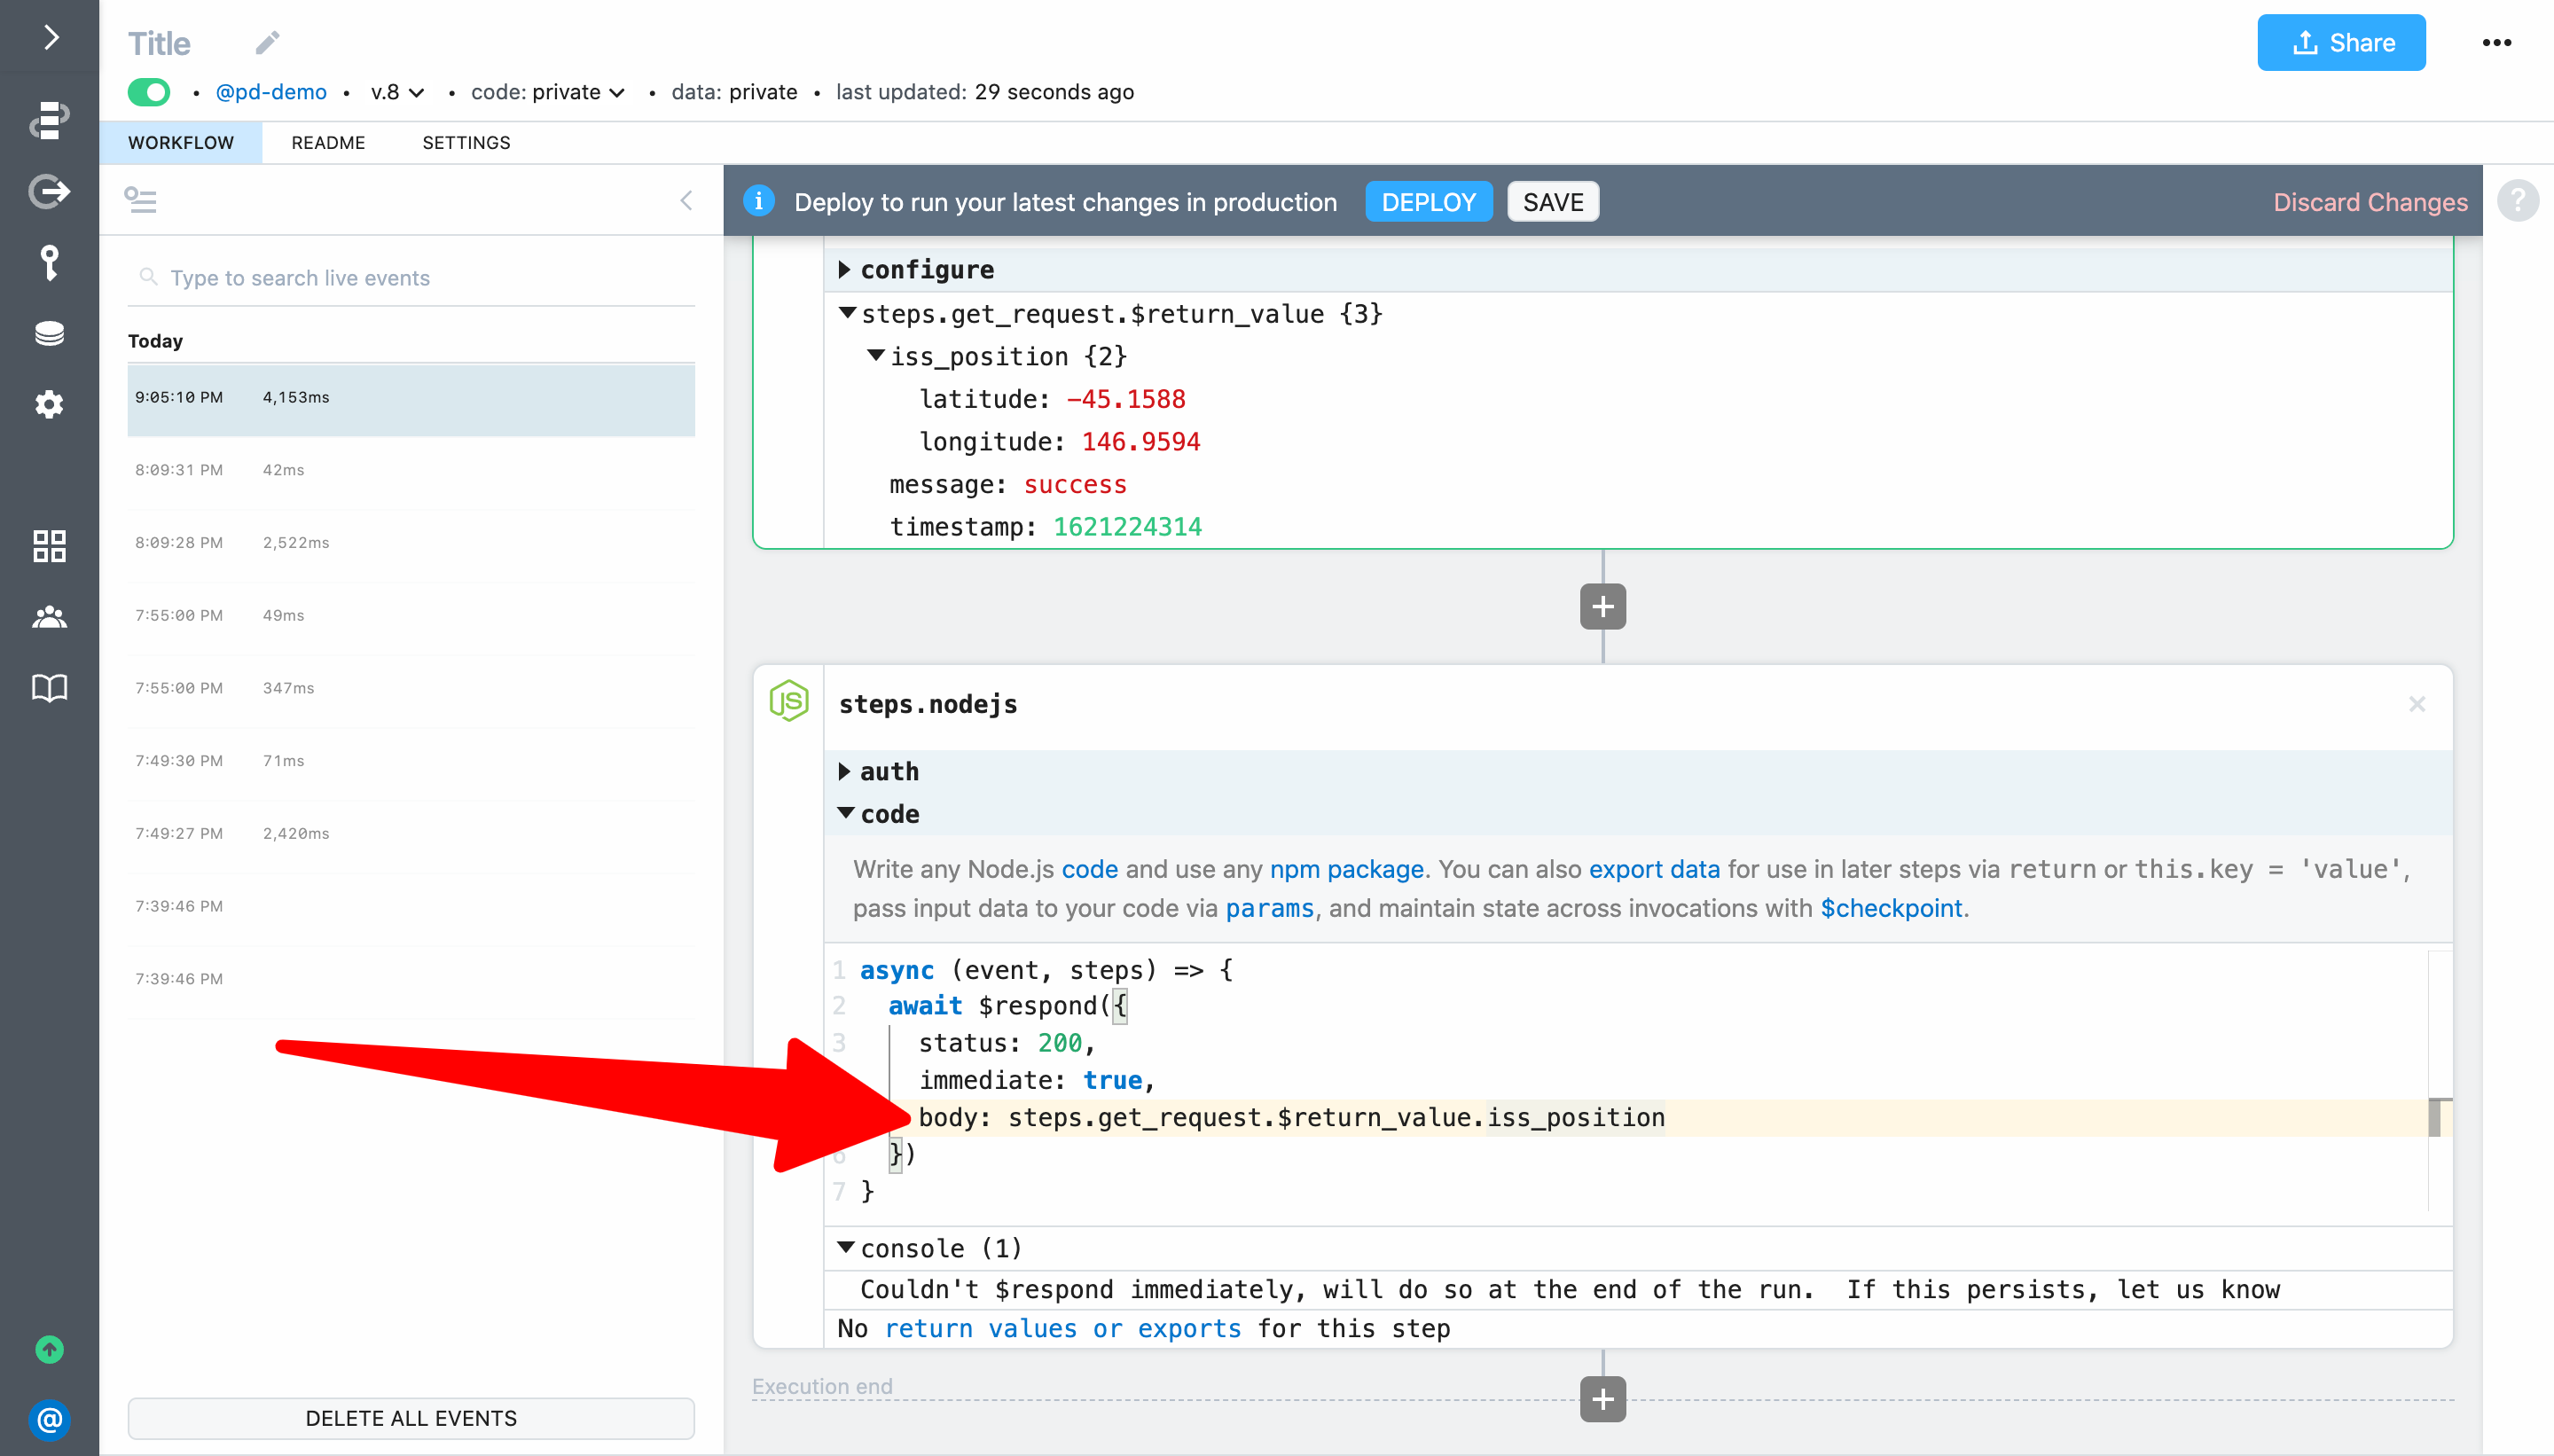 Title
Share
@pd-demo • v.8 • code: private • data: private • last updated: 29 seconds ago
WORKFLOW README SETTINGS
i Deploy to run your latest changes in production DEPLOY SAVE Discard Changes ?
Type to search live events
Today
9:05:10 PM 4,153ms
8:09:31 PM 42ms
8:09:28 PM 2,522ms
7:55:00 PM 49ms
7:55:00 PM 347ms
7:49:30 PM 71ms
7:49:27 PM 2,420ms
7:39:46 PM
7:39:46 PM
DELETE ALL EVENTS
@
configure
steps.get_request.$return_value {3}
iss_position {2}
latitude: -45.1588
longitude: 146.9594
message: success
timestamp: 1621224314
JS steps.nodejs
auth
code
Write any Node.js code and use any npm package. You can also export data for use in later steps via return or this.key = 'value',
pass input data to your code via params, and maintain state across invocations with $checkpoint.
1 async (event, steps) => {
2 await $respond({
3 status: 200,
immediate: true,
body: steps.get_request.$return_value.iss_position
6 })
7 }
console (1)
Couldn't $respond immediately, will do so at the end of the run. If this persists, let us know
No return values or exports for this step
Execution end